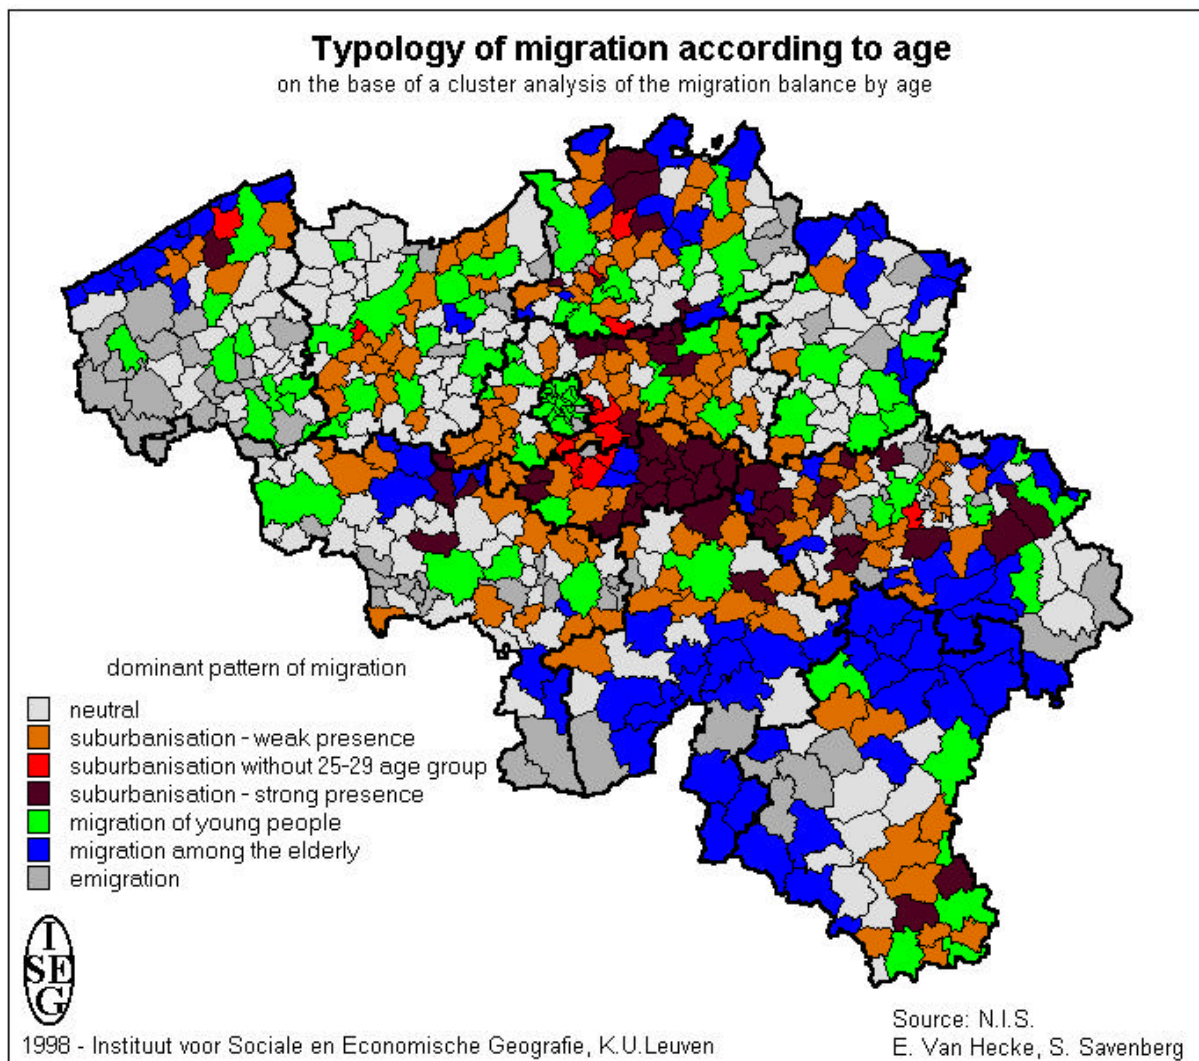 Typology of migration according to age
on the base of a cluster analysis of the migration balance by age
dominant pattern of migration
neutral
suburbanisation - weak presence
suburbanisation without 25-29 age group
suburbanisation - strong presence
migration of young people
migration among the elderly
emigration
I
SE
G
1998 - Instituut voor Sociale en Economische Geografie, K.U.Leuven
Source: N.I.S.
E. Van Hecke, S. Savenberg